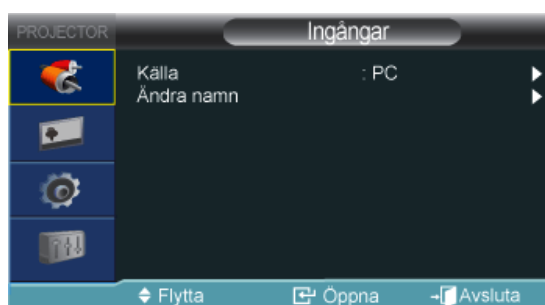 PROJECTOR
Ingångar
Källa : PC
Ändra namn
Flytta Öppna Avsluta